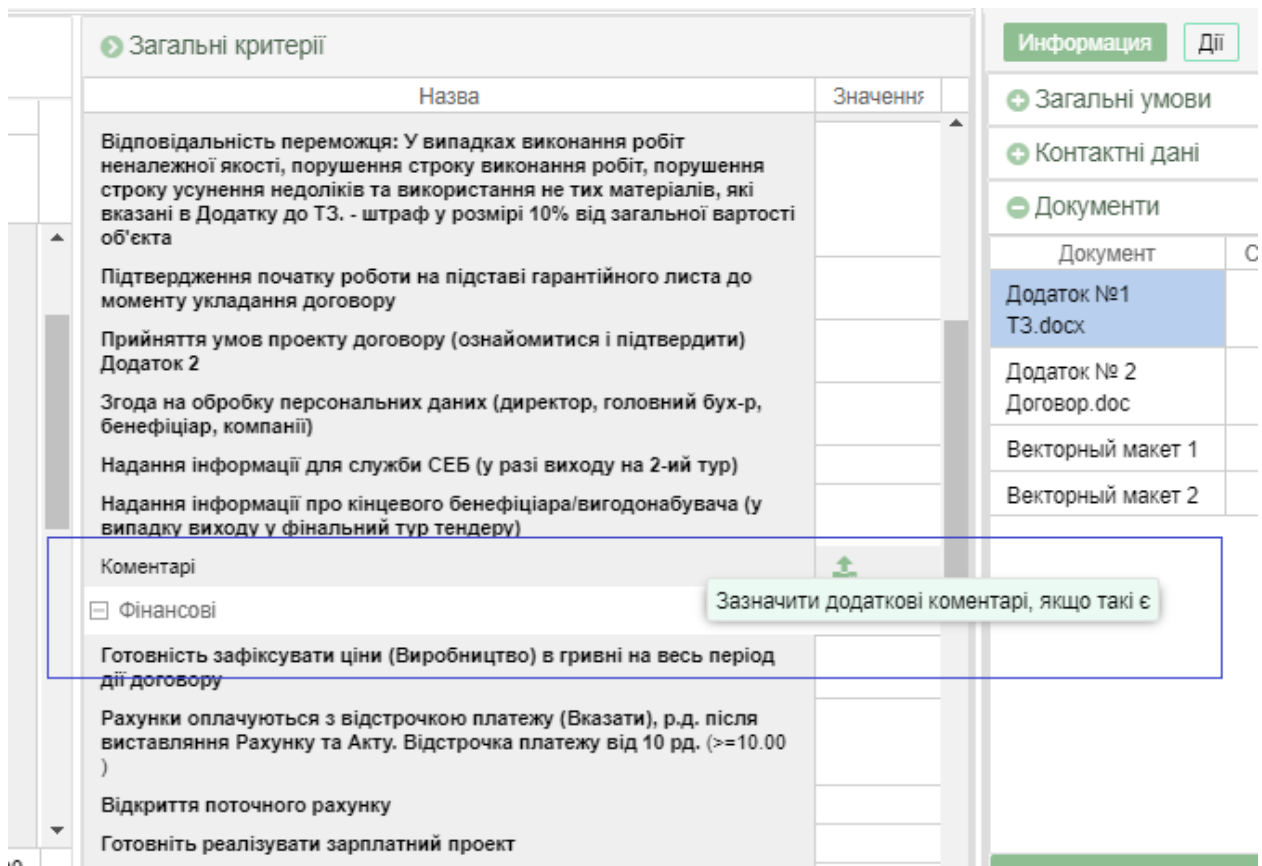 Загальні критерії
Назва
Значення
Відповідальність переможця: У випадках виконання робіт
неналежної якості, порушення строку виконання робіт, порушення
строку усунення недоліків та використання не тих матеріалів, які
вказані в Додатку до ТЗ. - штраф у розмірі 10% від загальної вартості
об'єкта
Підтвердження початку роботи на підставі гарантійного листа до
моменту укладання договору
Прийняття умов проекту договору (ознайомитися і підтвердити)
Додаток 2
Згода на обробку персональних даних (директор, головний бух-р,
бенефіціар, компанії)
Надання інформації для служби СЕБ (у разі виходу на 2-ий тур)
Надання інформації про кінцевого бенефіціара/вигодонабувача (у
випадку виходу у фінальний тур тендеру)
Коментарі
Зазначити додаткові коментарі, якщо такі є
Фінансові
Готовність зафіксувати ціни (Виробництво) в гривні на весь період
дії договору
Рахунки оплачуються з відстрочкою платежу (Вказати), р.д. після
виставляння Рахунку та Акту. Відстрочка платежу від 10 рд. (>=10.00
)
Відкриття поточного рахунку
Готовніть реалізувати зарплатний проект
Информация
Дії
Загальні умови
Контактні дані
Документи
Документ
С
Додаток №1
ТЗ.docx
Додаток № 2
Договор.doc
Векторный макет 1
Векторный макет 2